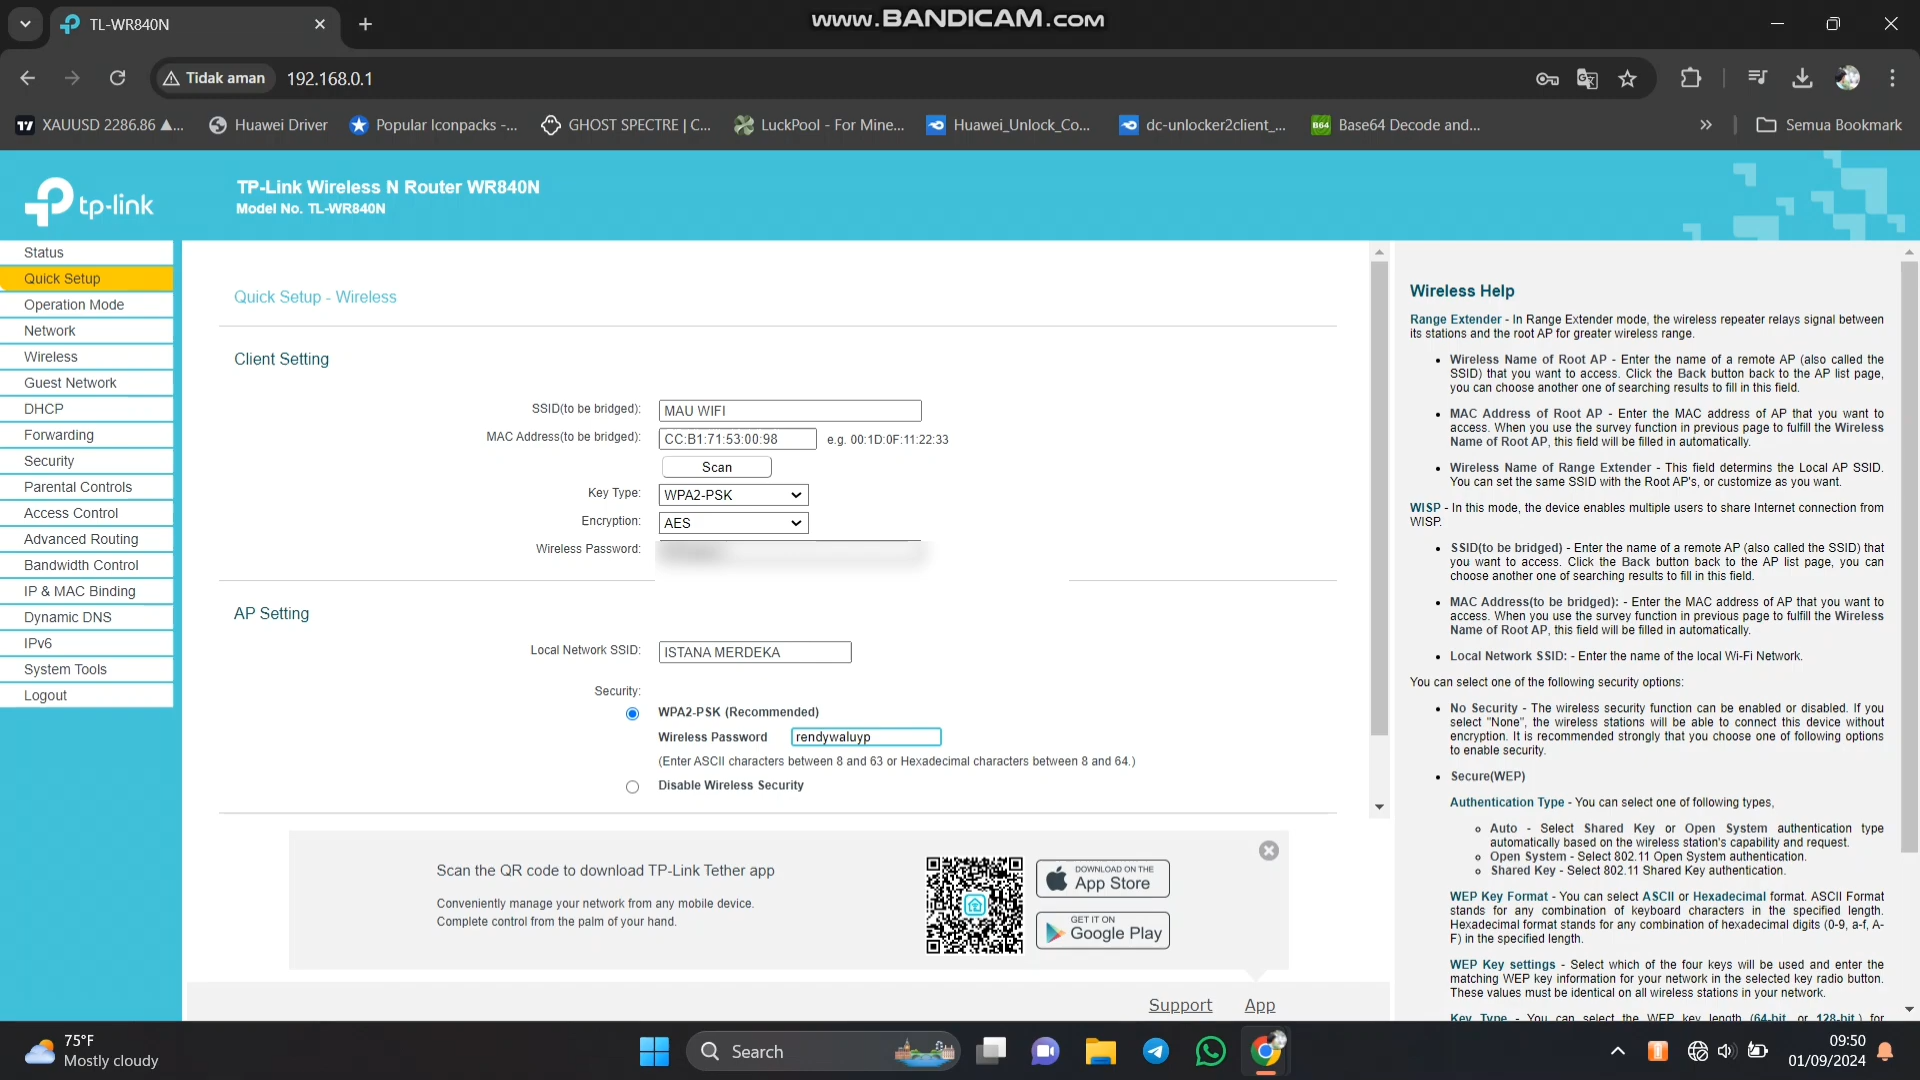 TL-WR840N
www.BANDICAM.com
Tidak aman
192.168.0.1
XAUUSD 2286.86 ▲...
Huawei Driver
Popular Iconpacks -...
GHOST SPECTRE | C...
LuckPool - For Mine...
Huawei_Unlock_Co...
dc-unlocker2client_...
B64
Base64 Decode and...
»
Semua Bookmark
tp-link
TP-Link Wireless N Router WR840N
Model No. TL-WR840N
Status
Quick Setup
Operation Mode
Network
Wireless
Guest Network
DHCP
Forwarding
Security
Parental Controls
Access Control
Advanced Routing
Bandwidth Control
IP & MAC Binding
Dynamic DNS
IPv6
System Tools
Logout
Quick Setup - Wireless
Client Setting
SSID(to be bridged): MAU WIFI
MAC Address(to be bridged): CC:B1:71:53:00:98 e.g. 00:1D:0F:11:22:33
Scan
Key Type: WPA2-PSK
Encryption: AES
Wireless Password:
AP Setting
Local Network SSID: ISTANA MERDEKA
Security:
WPA2-PSK (Recommended)
Wireless Password rendywaluyp
(Enter ASCII characters between 8 and 63 or Hexadecimal characters between 8 and 64.)
Disable Wireless Security
Scan the QR code to download TP-Link Tether app
Conveniently manage your network from any mobile device.
Complete control from the palm of your hand.
DOWNLOAD ON THE
App Store
GET IT ON
Google Play
Support App
Wireless Help
Range Extender - In Range Extender mode, the wireless repeater relays signal between
its stations and the root AP for greater wireless range.
• Wireless Name of Root AP - Enter the name of a remote AP (also called the
SSID) that you want to access. Click the Back button back to the AP list page,
you can choose another one of searching results to fill in this field.
• MAC Address of Root AP - Enter the MAC address of AP that you want to
access. When you use the survey function in previous page to fulfill the Wireless
Name of Root AP, this field will be filled in automatically.
• Wireless Name of Range Extender - This field determins the Local AP SSID.
You can set the same SSID with the Root AP's, or customize as you want.
WISP - In this mode, the device enables multiple users to share Internet connection from
WISP.
• SSID(to be bridged) - Enter the name of a remote AP (also called the SSID) that
you want to access. Click the Back button back to the AP list page, you can
choose another one of searching results to fill in this field.
• MAC Address(to be bridged): - Enter the MAC address of AP that you want to
access. When you use the survey function in previous page to fulfill the Wireless
Name of Root AP, this field will be filled in automatically.
• Local Network SSID: - Enter the name of the local Wi-Fi Network.
You can select one of the following security options:
• No Security - The wireless security function can be enabled or disabled. If you
select "None", the wireless stations will be able to connect this device without
encryption. It is recommended strongly that you choose one of following options
to enable security.
• Secure(WEP)
Authentication Type - You can select one of following types,
o Auto - Select Shared Key or Open System authentication type
automatically based on the wireless station's capability and request.
o Open System - Select 802.11 Open System authentication.
o Shared Key - Select 802.11 Shared Key authentication.
WEP Key Format - You can select ASCII or Hexadecimal format. ASCII Format
stands for any combination of keyboard characters in the specified length.
Hexadecimal format stands for any combination of hexadecimal digits (0-9, a-f, A-
F) in the specified length.
WEP Key settings - Select which of the four keys will be used and enter the
matching WEP key information for your network in the selected key radio button.
These values must be identical on all wireless stations in your network.
Key Type - You can select the WEP key length (64-bit, or 128-bit.) for
75°F
Mostly cloudy
Search
09:50
01/09/2024